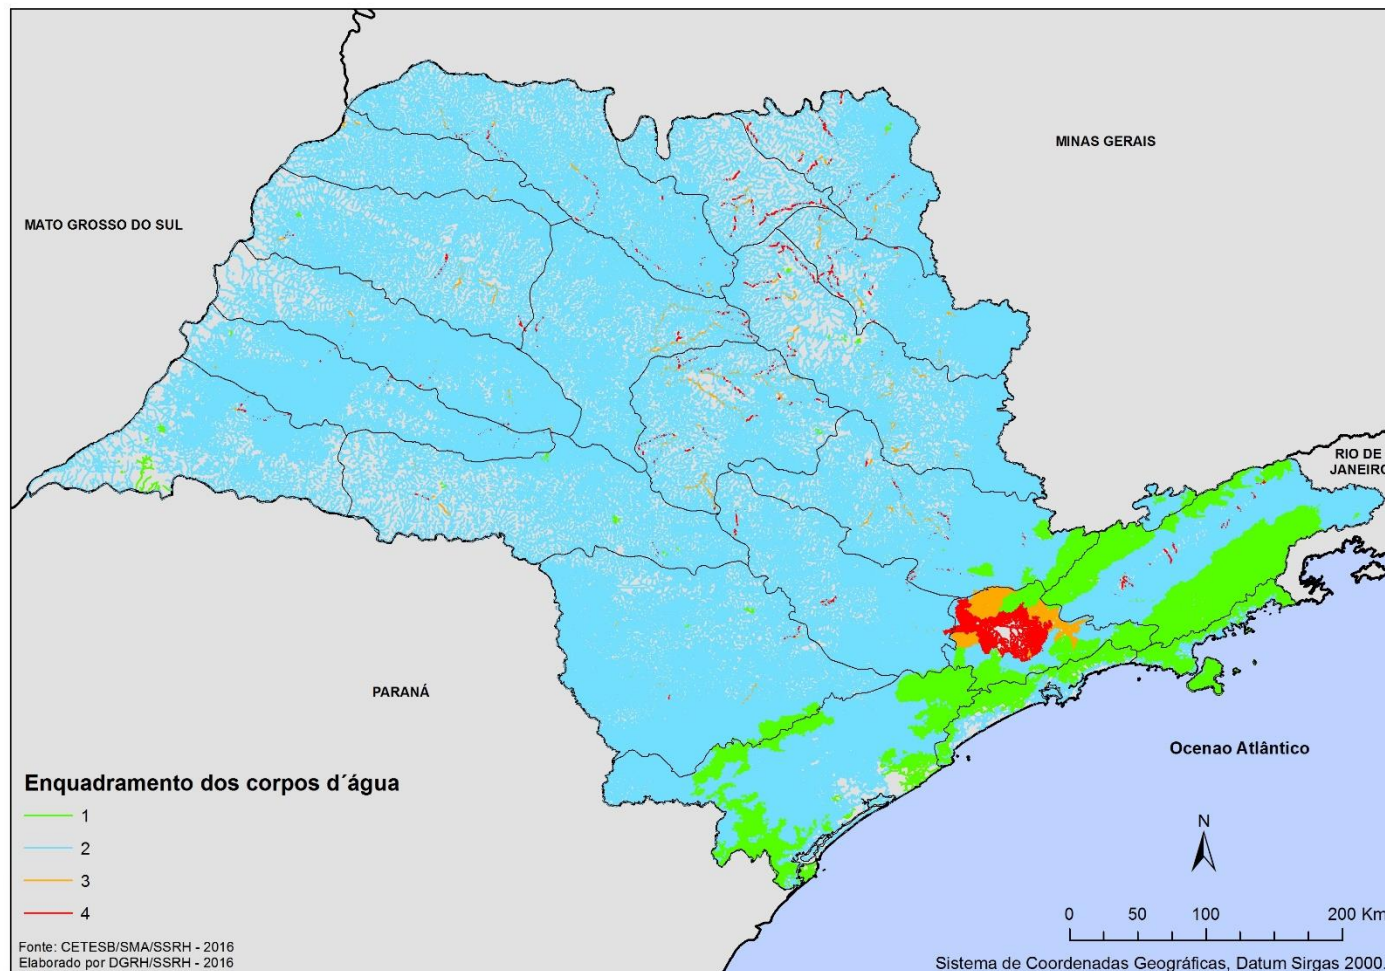 MINAS GERAIS
MATO GROSSO DO SUL
RIO DE
JANEIRO
PARANÁ
Ocenao Atlântico
Enquadramento dos corpos d´água
1
2
3
4
N
0 50 100 200 Km
Fonte: CETESB/SMA/SSRH - 2016
Elaborado por DGRH/SSRH - 2016
Sistema de Coordenadas Geográficas, Datum Sirgas 2000.